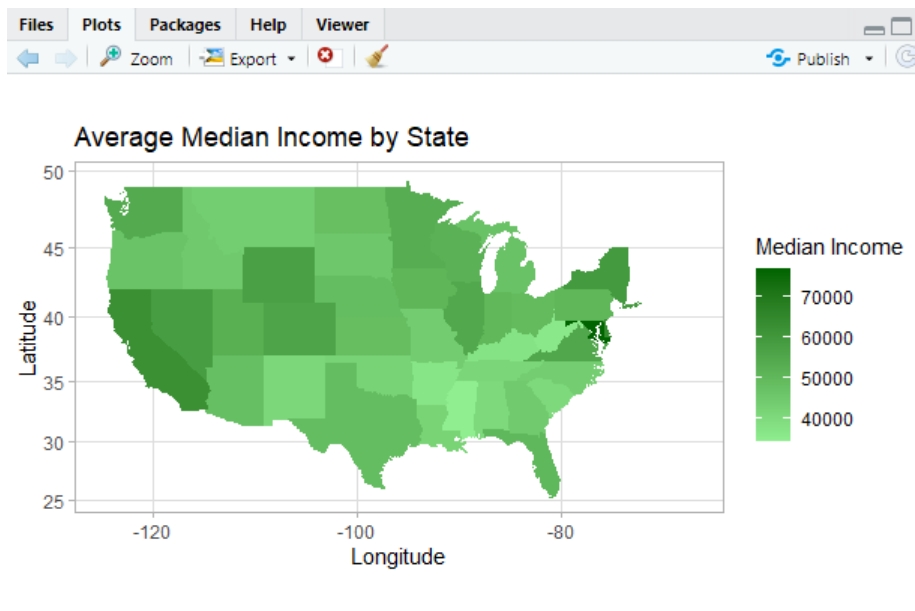 Files Plots Packages Help Viewer
Zoom Export Publish
Average Median Income by State
50
45
40
35
30
25
Latitude
-120 -100 -80
Longitude
Median Income
70000
60000
50000
40000